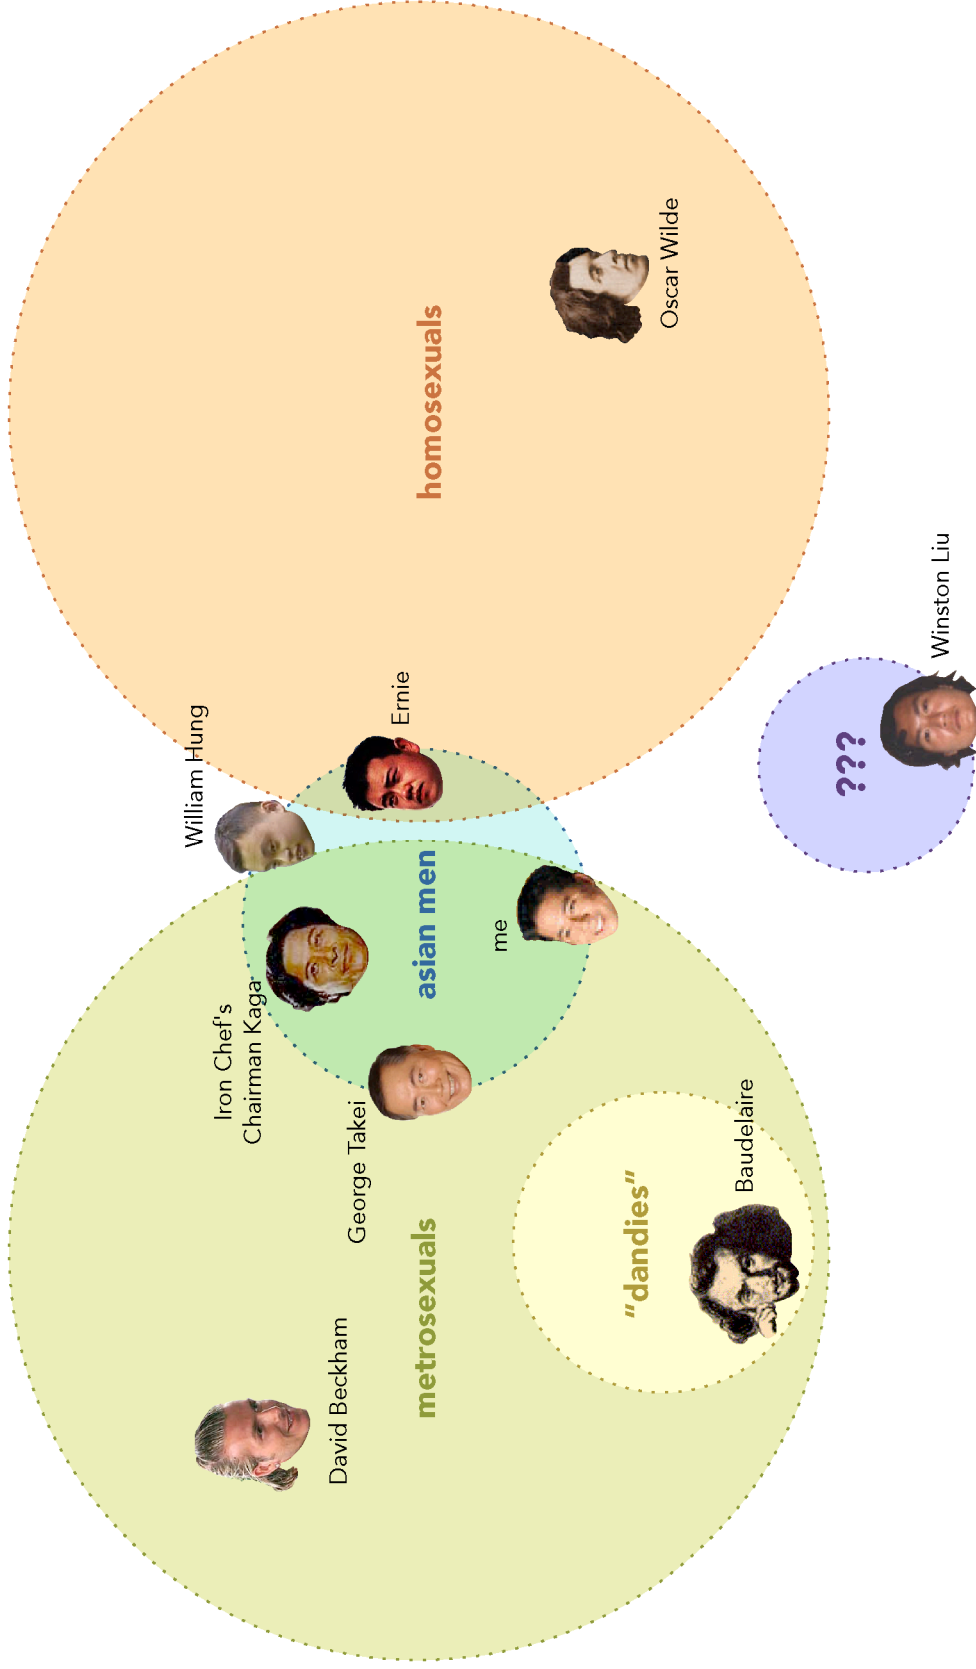 David Beckham
metrosexuals
"dandies"
Baudelaire
George Takei
Iron Chef's
Chairman Kaga
asian men
me
William Hung
Ernie
homosexuals
Oscar Wilde
???
Winston Liu